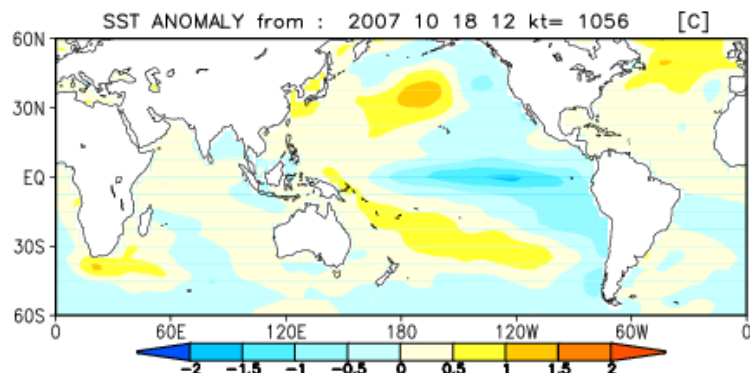 SST ANOMALY from : 2007 10 18 12 kt= 1056 [C]
60N
30N
EQ
30S
60S
0 60E 120E 180 120W 60W 0
-2 -1.5 -1 -0.5 0 0.5 1 1.5 2